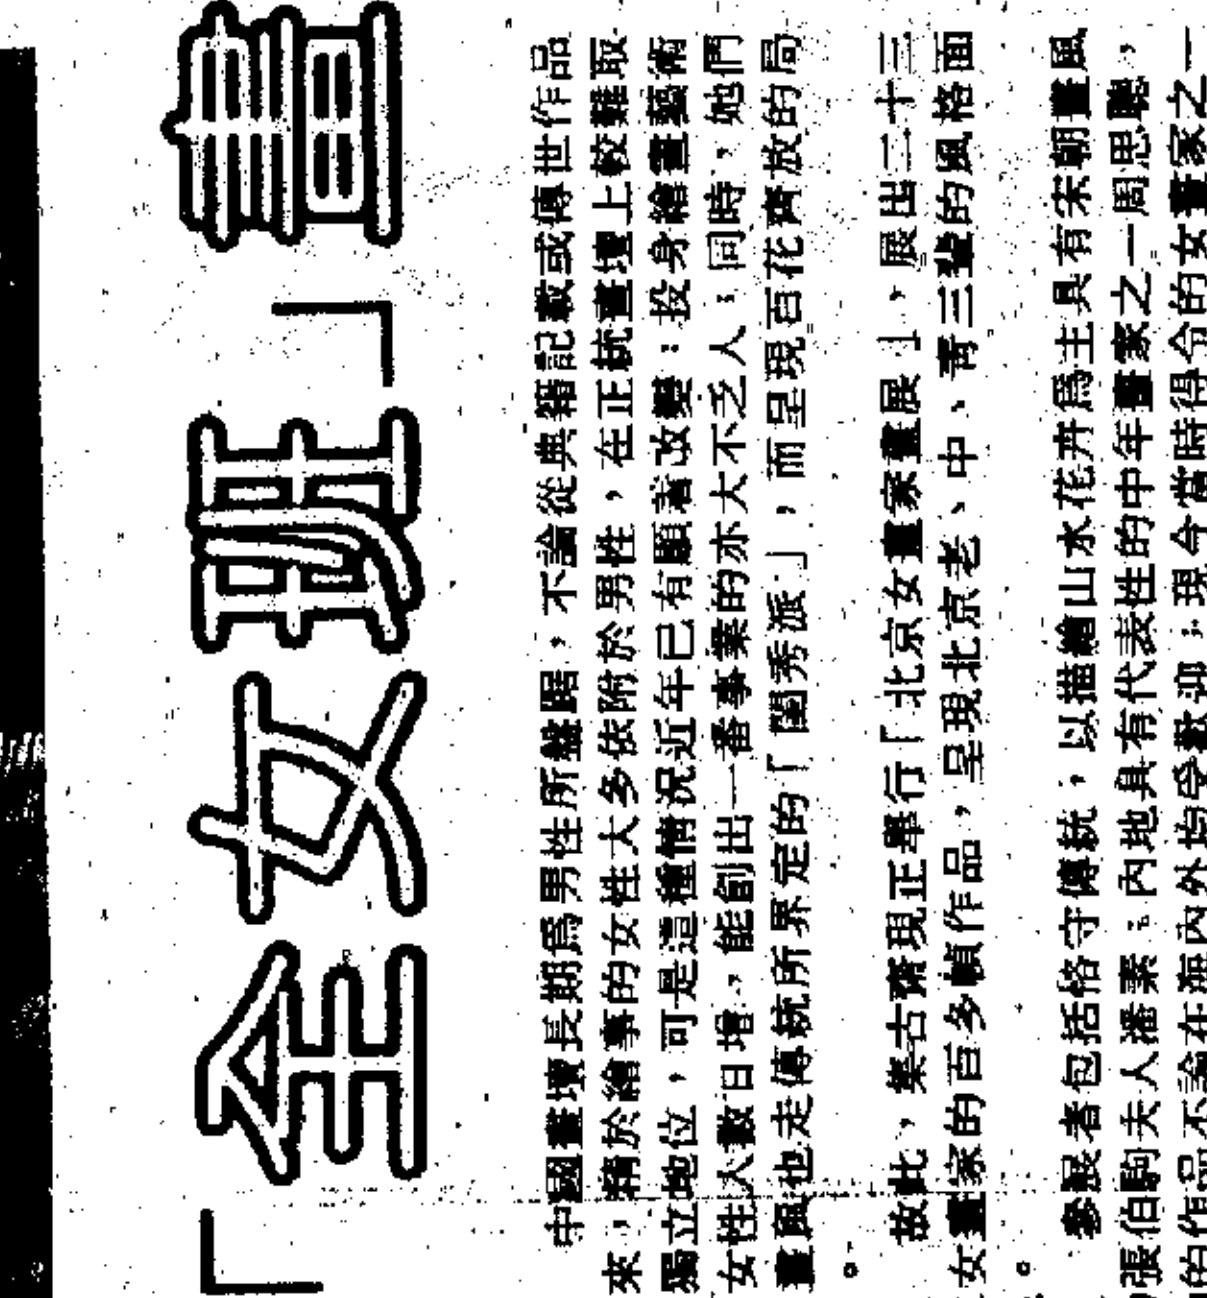 「全女班」畫
中國畫壇長期爲男性所盤踞，不論從典籍記載或傳世作品
來，精於繪事的女性大多依附於男性，在正統畫壇上較難取
獨立地位，可是這種情況近年已有顯着改變：投身繪畫藝術
女性人數日增，能創出一番事業的亦大不乏人；同時，她們
畫風也走傳統所界定的「閨秀派」，而呈現百花齊放的局
。
故此，集古齋現正舉行「北京女畫家畫展」，展出二十三
女畫家的百多幀作品，呈現北京老、中、青三輩的風格面
。
參展者包括恪守傳統，以描繪山水花卉爲主具有宋朝畫風
張伯駒夫人潘素；內地具有代表性的中年畫家之一周思聰，
的作品不論在海內外均受歡迎；現今當時得令的女畫家之一